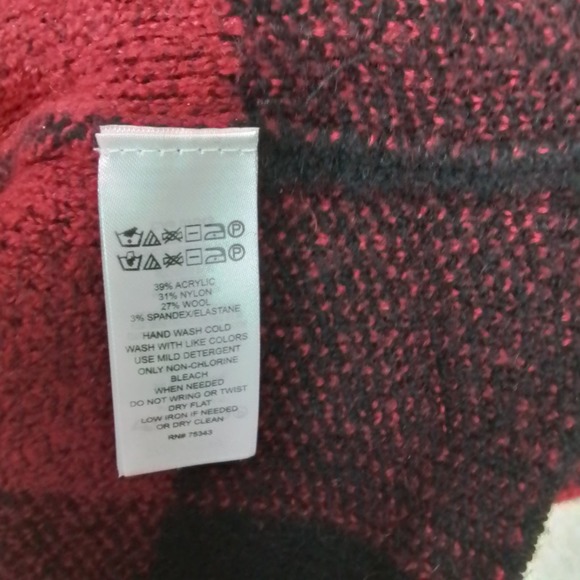 39% ACRYLIC
31% NYLON
27% WOOL
3% SPANDEX/ELASTANE
HAND WASH COLD
WASH WITH LIKE COLORS
USE MILD DETERGENT
ONLY NON-CHLORINE
BLEACH
WHEN NEEDED
DO NOT WRING OR TWIST
DRY FLAT
LOW IRON IF NEEDED
OR DRY CLEAN
RN# 75343